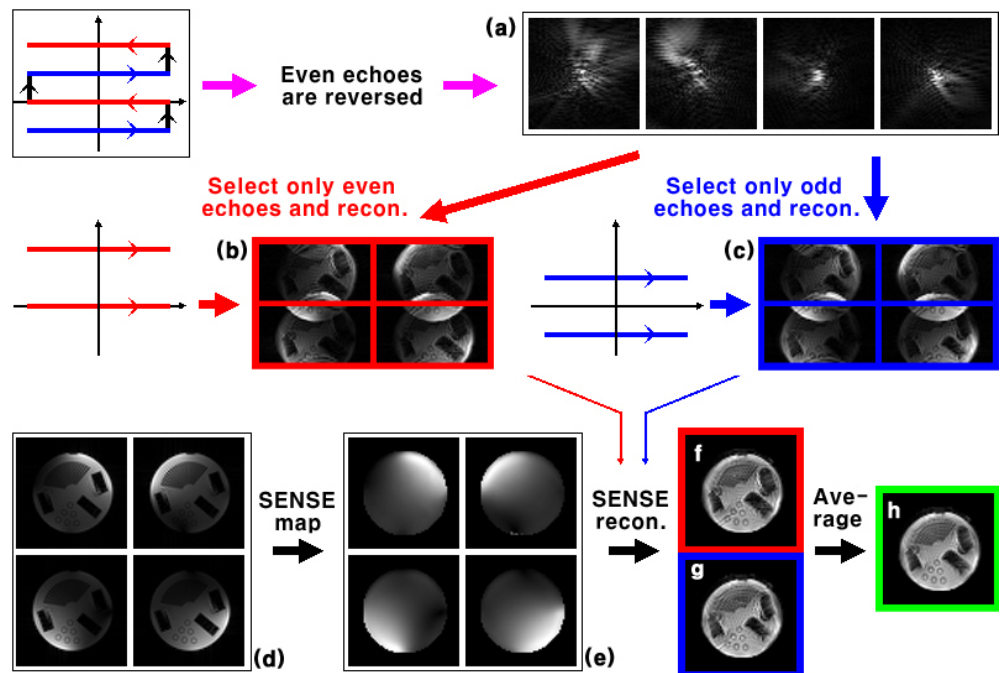 (a)
Even echoes
are reversed
Select only even
echoes and recon.
Select only odd
echoes and recon.
(b)
(c)
SENSE
map
SENSE
recon.
f
Ave-
rage
h
g
(d)
(e)